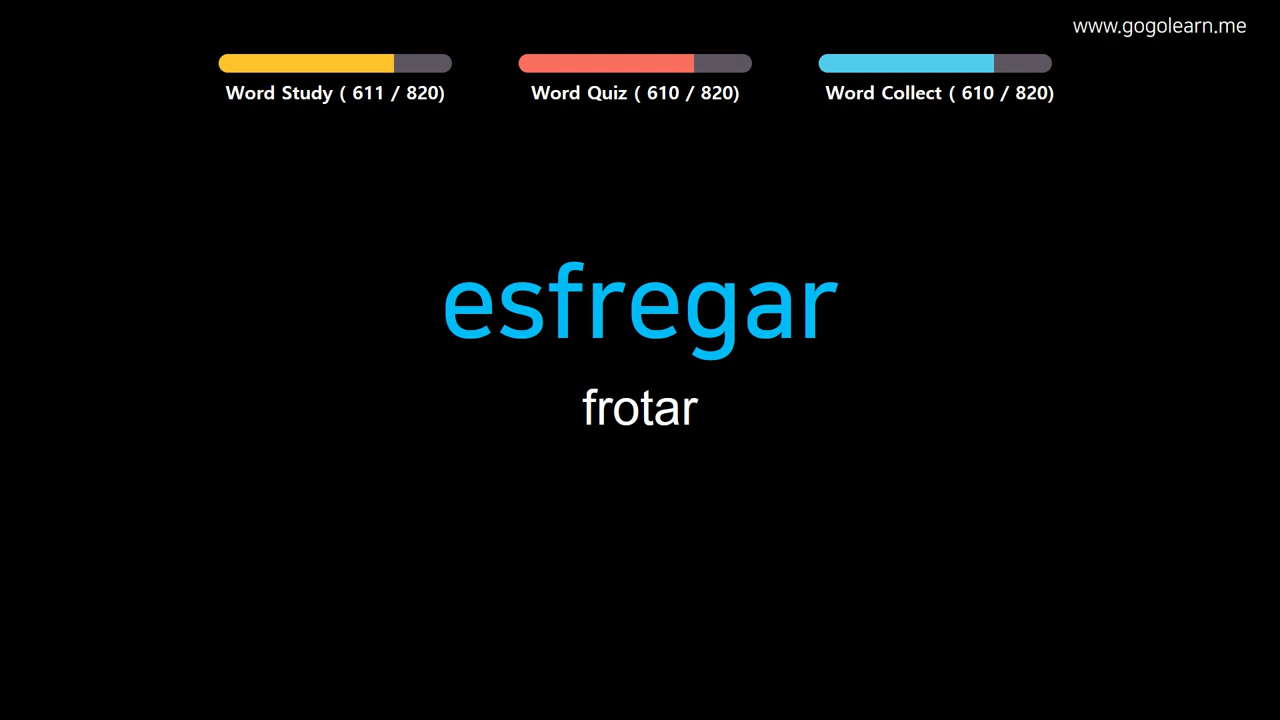 www.gogolearn.me
Word Study ( 611 / 820)
Word Quiz ( 610 / 820)
Word Collect ( 610 / 820)
esfregar
frotar